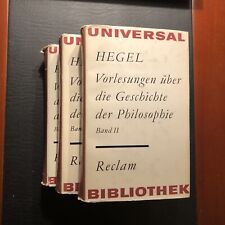 UNIVERSAL
HEGEL
Vorlesungen über
die Geschichte
der Philosophie
Band II
Reclam
BIBLIOTHEK